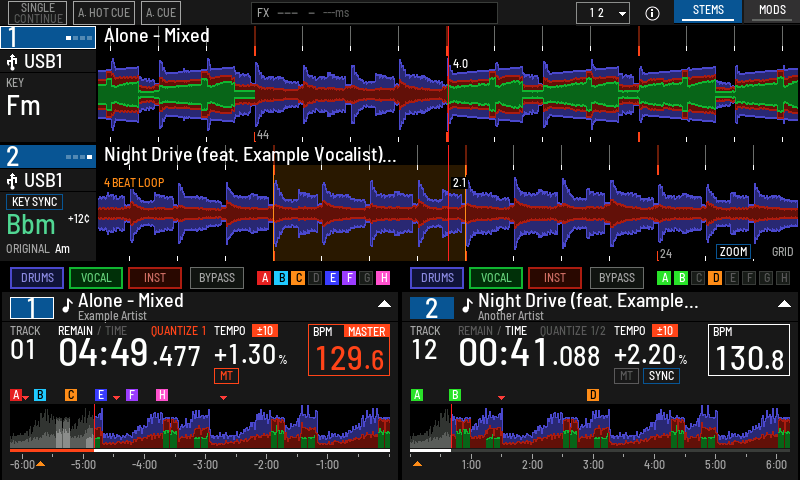 SINGLE CONTINUE A. HOT CUE A. CUE FX --- -- ---ms 1 2 STEMS MODS
1 Alone - Mixed
USB1
4.0
KEY
Fm
44
2 Night Drive (feat. Example Vocalist)...
USB1
4 BEAT LOOP
2.1
KEY SYNC
Bbm +12¢
ORIGINAL Am
24 ZOOM GRID
DRUMS VOCAL INST BYPASS A B C D E F G H
DRUMS VOCAL INST BYPASS A B C D E F G H
1 Alone - Mixed
Example Artist
TRACK REMAIN / TIME QUANTIZE 1 TEMPO ±10 BPM MASTER
01 04:49.477 +1.30% 129.6
MT
A B C E F H
-6:00 -5:00 -4:00 -3:00 -2:00 -1:00
2 Night Drive (feat. Example...
Another Artist
TRACK REMAIN / TIME QUANTIZE 1/2 TEMPO ±10 BPM
12 00:41.088 +2.20% 130.8
MT SYNC
A B D
1:00 2:00 3:00 4:00 5:00 6:00